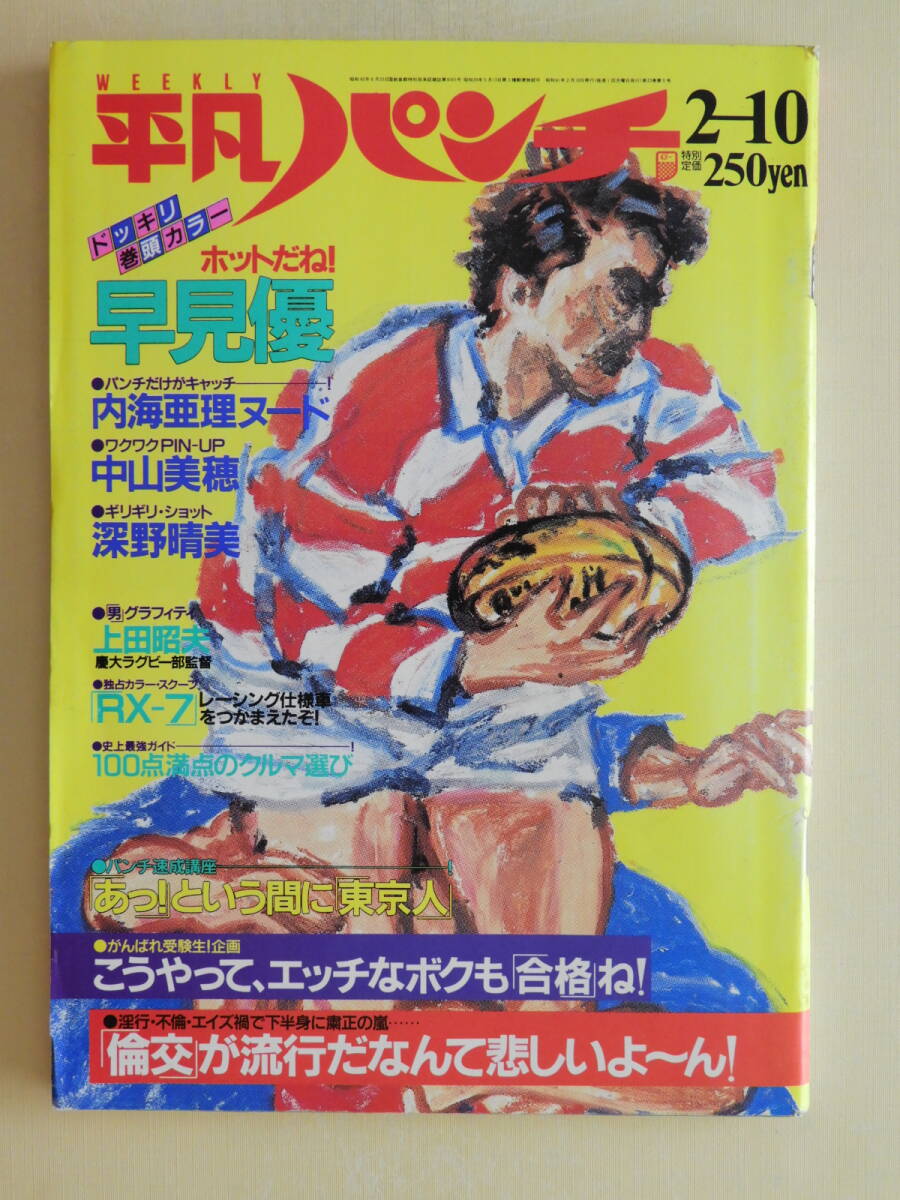 WEEKLY
平凡パンチ
2-10
特別
定価
250yen
ドッキリ
巻頭カラー
ホットだね!
早見優
●パンチだけがキャッチ――!
内海亜理ヌード
●ワクワクPIN-UP
中山美穂
●ギリギリ・ショット
深野晴美
●「男」グラフィティ
上田昭夫
慶大ラグビー部監督
●独占カラー・スクープ
「RX-7」レーシング仕様車
をつかまえたぞ!
●史上最強ガイド――!
100点満点のクルマ選び
●パンチ速成講座――!
「あっ!という間に「東京人」
●がんばれ受験生!企画
こうやって、エッチなボクも「合格」ね!
●淫行・不倫・エイズ禍で下半身に粛正の嵐……
「倫交」が流行だなんて悲しいよ〜ん!